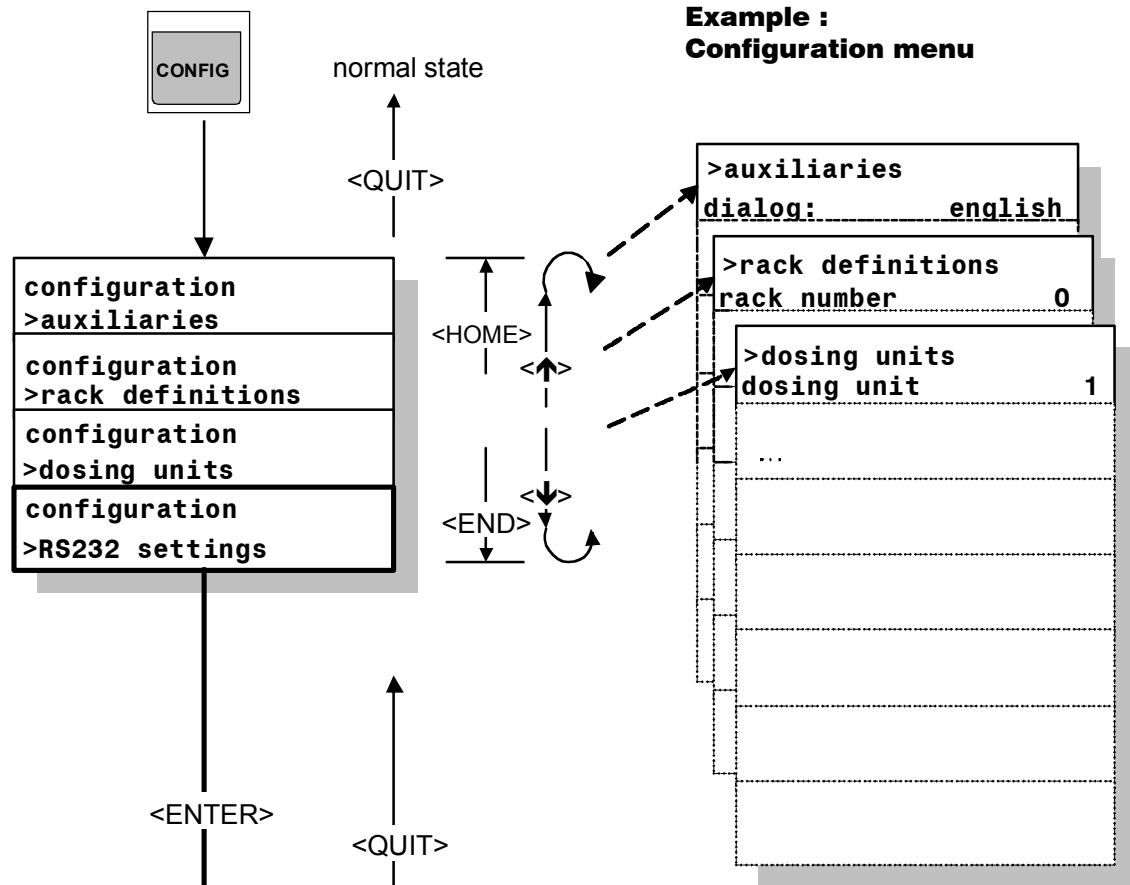 Example :
Configuration menu
CONFIG
normal state
<QUIT>
configuration
>auxiliaries
configuration
>rack definitions
configuration
>dosing units
configuration
>RS232 settings
<HOME>
<↑>
<↓>
<END>
>auxiliaries
dialog: english
>rack definitions
rack number 0
>dosing units
dosing unit 1
...
<ENTER>
<QUIT>